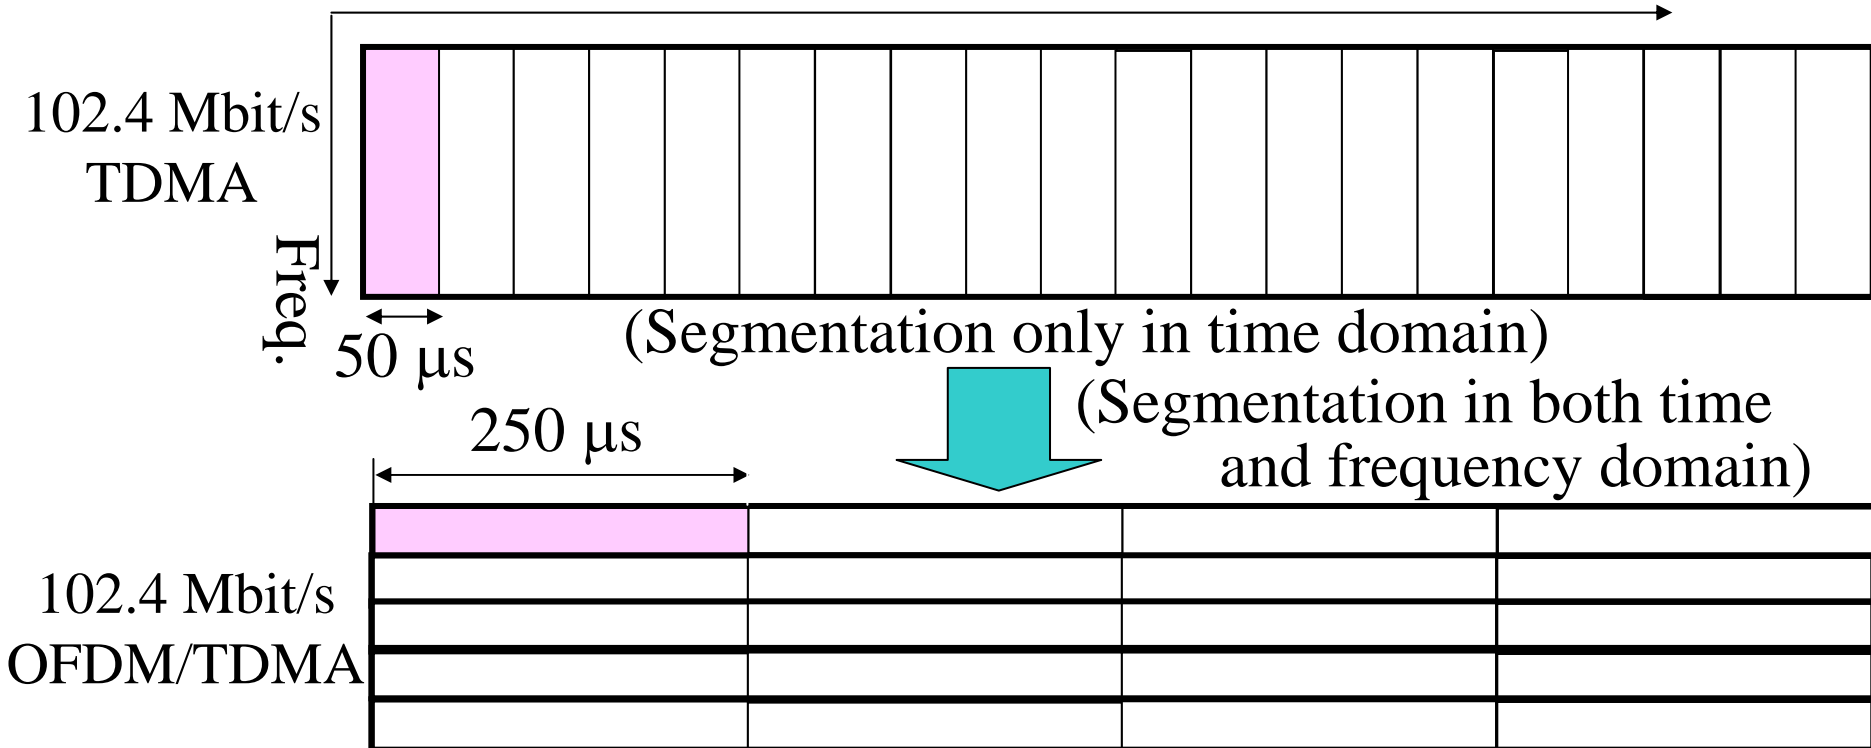 102.4 Mbit/s
TDMA
Freq.
50 μs
(Segmentation only in time domain)
(Segmentation in both time
and frequency domain)
250 μs
102.4 Mbit/s
OFDM/TDMA